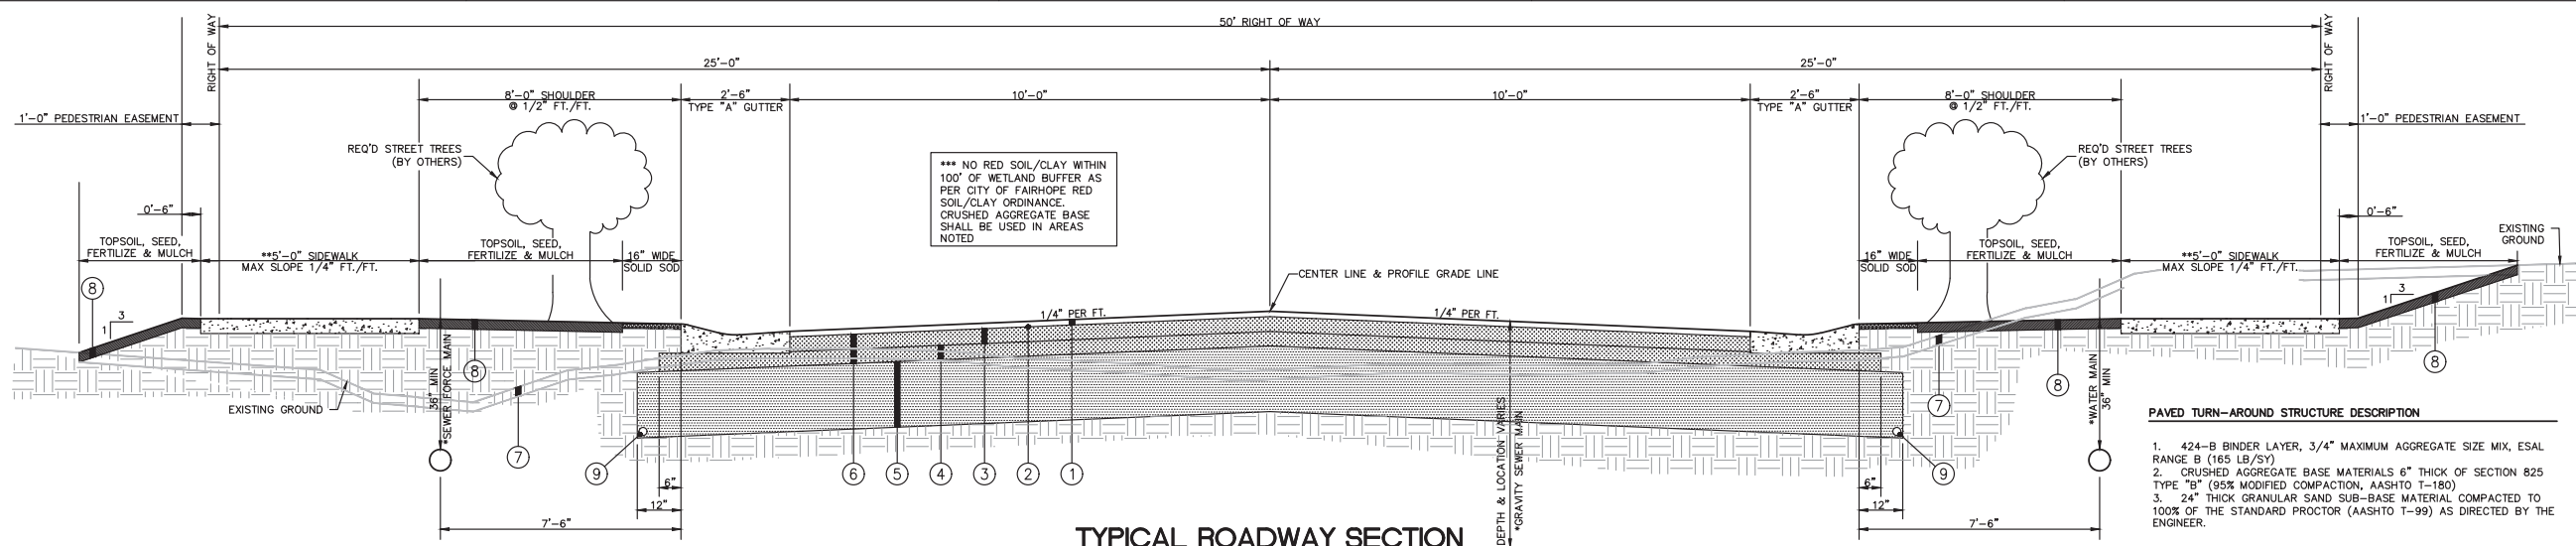 50' RIGHT OF WAY
RIGHT OF WAY
RIGHT OF WAY
25'-0"
25'-0"
8'-0" SHOULDER
@ 1/2" FT./FT.
2'-6"
TYPE "A" GUTTER
10'-0"
10'-0"
2'-6"
TYPE "A" GUTTER
8'-0" SHOULDER
@ 1/2" FT./FT.
1'-0" PEDESTRIAN EASEMENT
1'-0" PEDESTRIAN EASEMENT
REQ'D STREET TREES
(BY OTHERS)
REQ'D STREET TREES
(BY OTHERS)
*** NO RED SOIL/CLAY WITHIN
100' OF WETLAND BUFFER AS
PER CITY OF FAIRHOPE RED
SOIL/CLAY ORDINANCE.
CRUSHED AGGREGATE BASE
SHALL BE USED IN AREAS
NOTED
0'-6"
0'-6"
TOPSOIL, SEED,
FERTILIZE & MULCH
**5'-0" SIDEWALK
MAX SLOPE 1/4" FT./FT.
TOPSOIL, SEED,
FERTILIZE & MULCH
16" WIDE
SOLID SOD
16" WIDE
SOLID SOD
TOPSOIL, SEED,
FERTILIZE & MULCH
**5'-0" SIDEWALK
MAX SLOPE 1/4" FT./FT.
TOPSOIL, SEED,
FERTILIZE & MULCH
EXISTING
GROUND
CENTER LINE & PROFILE GRADE LINE
8
3
1
1/4" PER FT.
1/4" PER FT.
3
1
EXISTING GROUND
36" MIN
*SEWER FORCE MAIN
8
7
9
6
5
4
3
2
1
DEPTH & LOCATION VARIES
*GRAVITY SEWER MAIN
7
9
8
*WATER MAIN
36" MIN
8
6"
12"
7'-6"
6"
12"
7'-6"
TYPICAL ROADWAY SECTION
PAVED TURN-AROUND STRUCTURE DESCRIPTION
1. 424-B BINDER LAYER, 3/4" MAXIMUM AGGREGATE SIZE MIX, ESAL
RANGE B (165 LB/SY)
2. CRUSHED AGGREGATE BASE MATERIALS 6" THICK OF SECTION 825
TYPE "B" (95% MODIFIED COMPACTION, AASHTO T-180)
3. 24" THICK GRANULAR SAND SUB-BASE MATERIAL COMPACTED TO
100% OF THE STANDARD PROCTOR (AASHTO T-99) AS DIRECTED BY THE
ENGINEER.